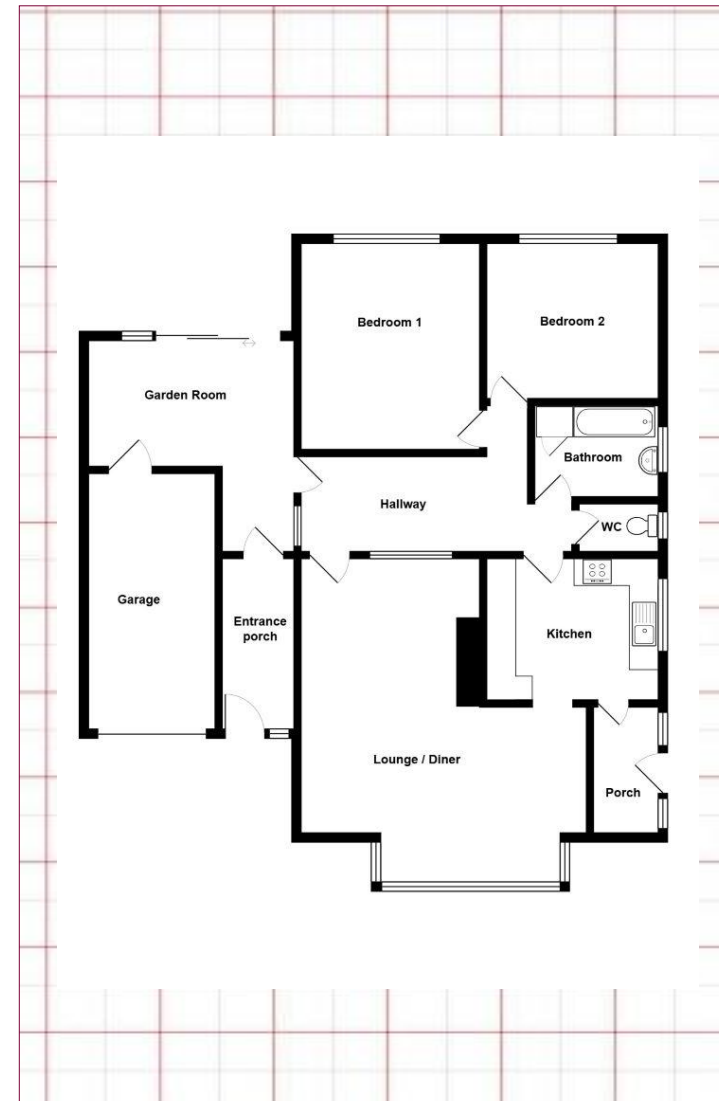 Bedroom 1
Bedroom 2
Garden Room
Bathroom
Hallway
WC
Garage
Entrance
porch
Kitchen
Lounge / Diner
Porch